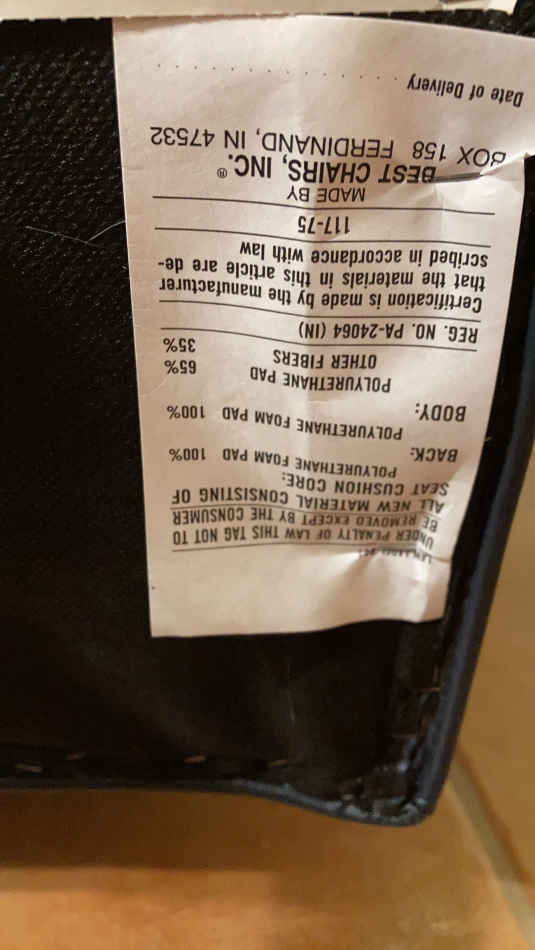 UNDER PENALTY OF LAW THIS TAG NOT TO
BE REMOVED EXCEPT BY THE CONSUMER
ALL NEW MATERIAL CONSISTING OF
SEAT CUSHION CORE:
POLYURETHANE FOAM PAD 100%
BACK:
POLYURETHANE FOAM PAD 100%
BODY:
POLYURETHANE PAD 65%
OTHER FIBERS 35%
REG. NO. PA-24064 (IN)
Certification is made by the manufacturer
that the materials in this article are de-
scribed in accordance with law
117-75
MADE BY
BEST CHAIRS, INC.®
BOX 158 FERDINAND, IN 47532
Date of Delivery . . . . . . . . . . . . .